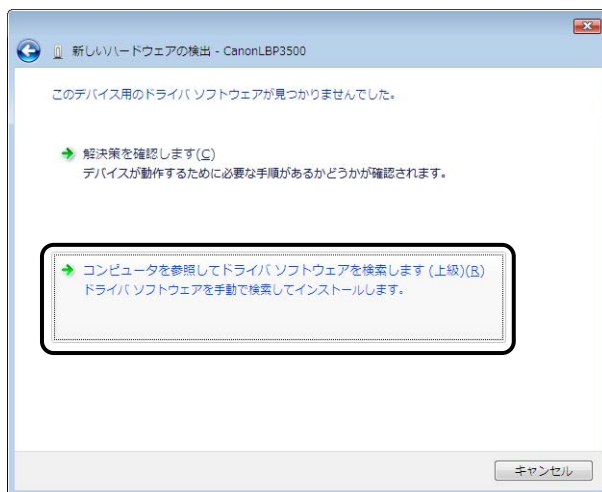 新しいハードウェアの検出 - CanonLBP3500
このデバイス用のドライバ ソフトウェアが見つかりませんでした。
解決策を確認します(C)
デバイスが動作するために必要な手順があるかどうかが確認されます。
コンピュータを参照してドライバ ソフトウェアを検索します (上級)(R)
ドライバ ソフトウェアを手動で検索してインストールします。
キャンセル